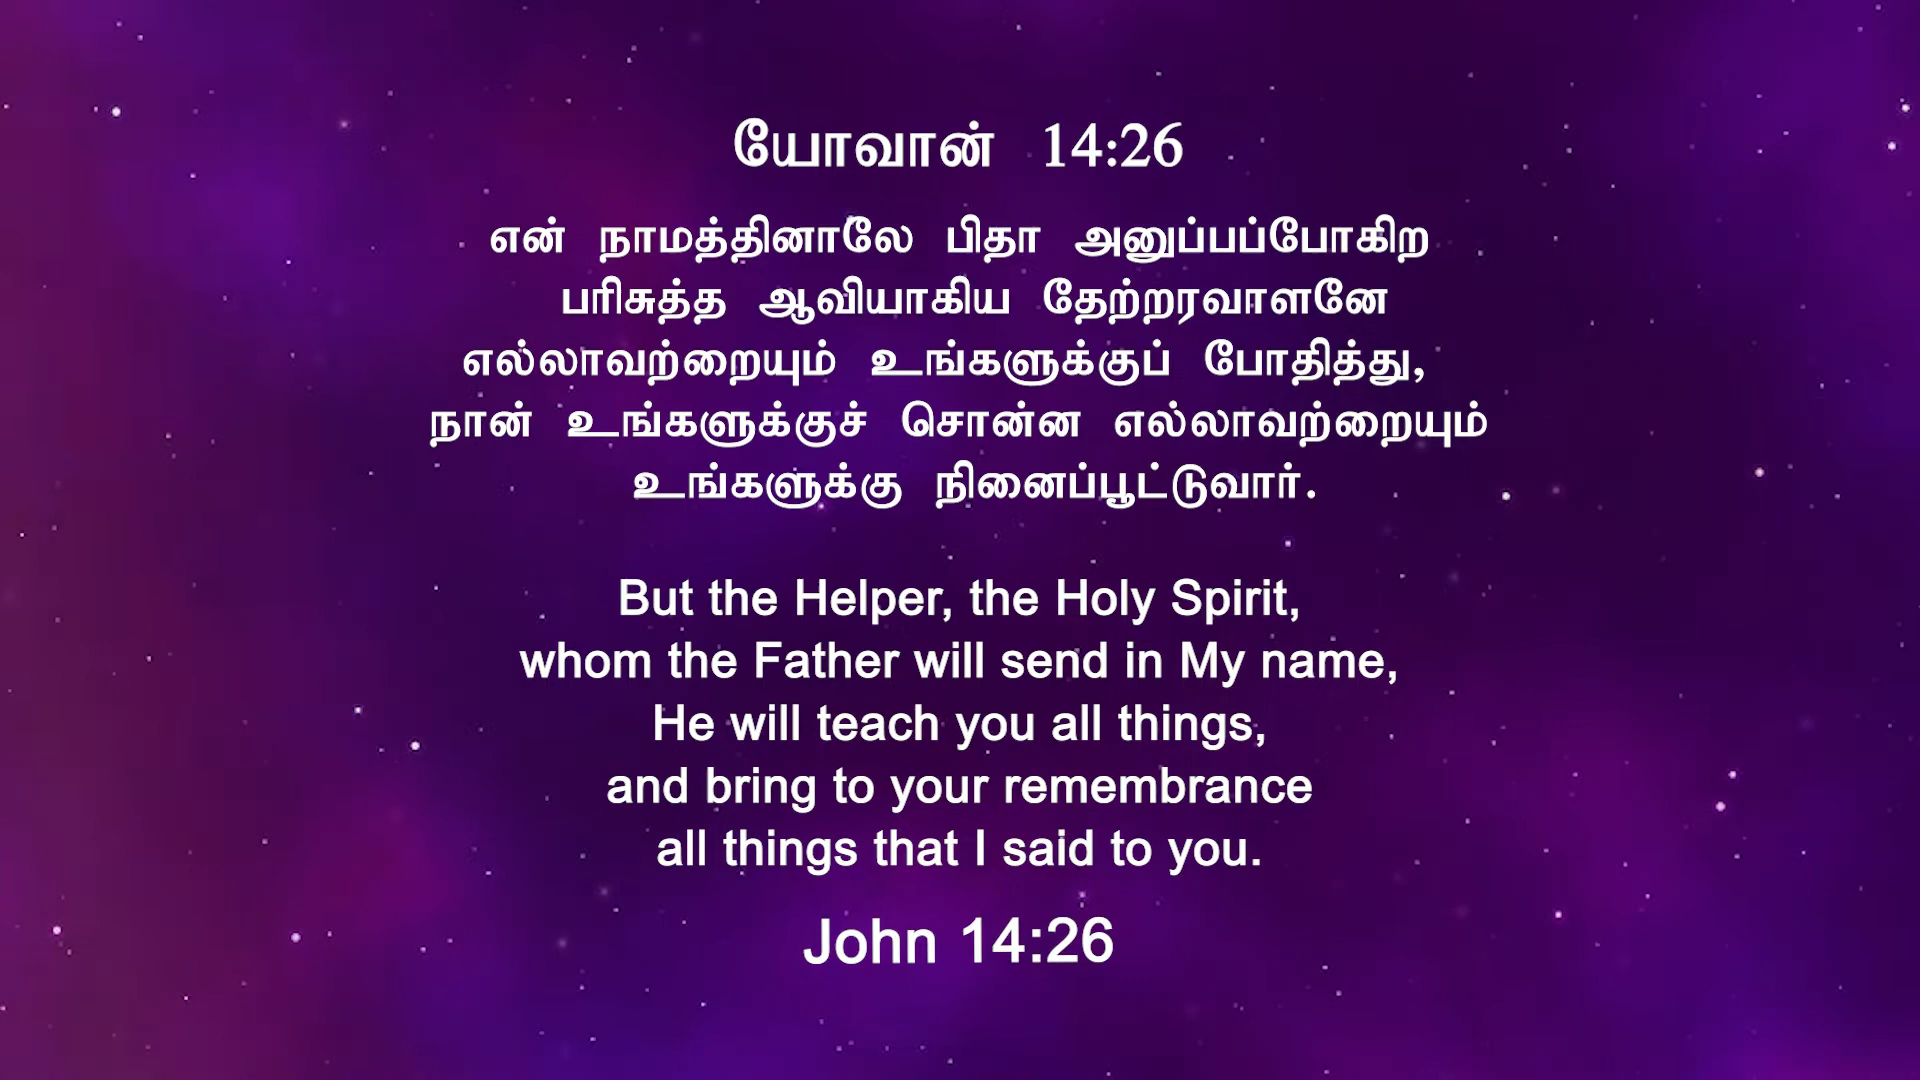 யோவான் 14:26
என் நாமத்தினாலே பிதா அனுப்பப்போகிற
பரிசுத்த ஆவியாகிய தேற்றரவாளனே
எல்லாவற்றையும் உங்களுக்குப் போதித்து,
நான் உங்களுக்குச் சொன்ன எல்லாவற்றையும்
உங்களுக்கு நினைப்பூட்டுவார்.
But the Helper, the Holy Spirit,
whom the Father will send in My name,
He will teach you all things,
and bring to your remembrance
all things that I said to you.
John 14:26